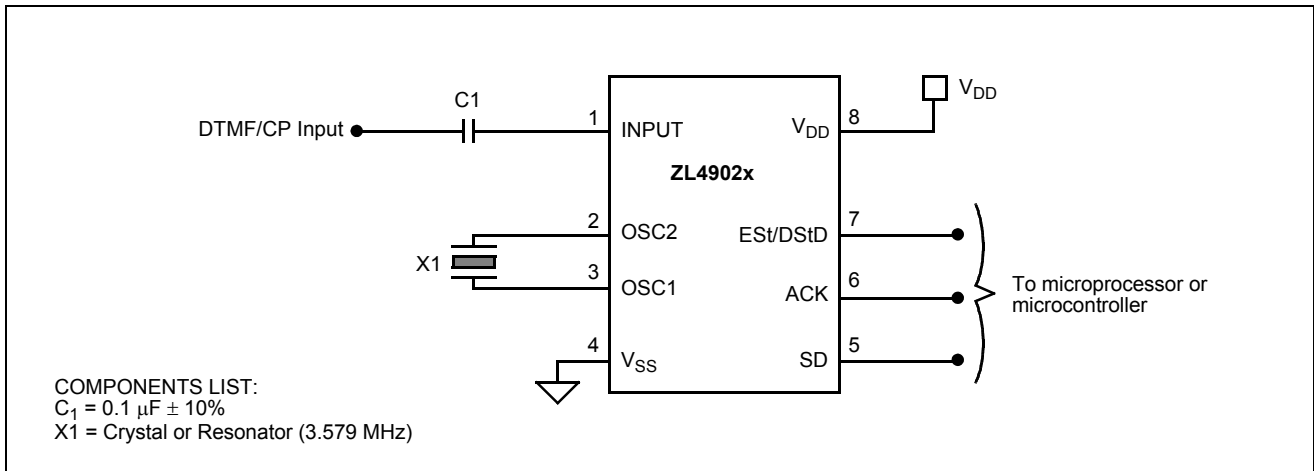 C1
DTMF/CP Input
1
INPUT
V_DD
8
V_DD
ZL4902x
2
OSC2
ESt/DStD
7
X1
3
OSC1
ACK
6
To microprocessor or
microcontroller
4
V_SS
SD
5
COMPONENTS LIST:
C_1 = 0.1 μF ± 10%
X1 = Crystal or Resonator (3.579 MHz)